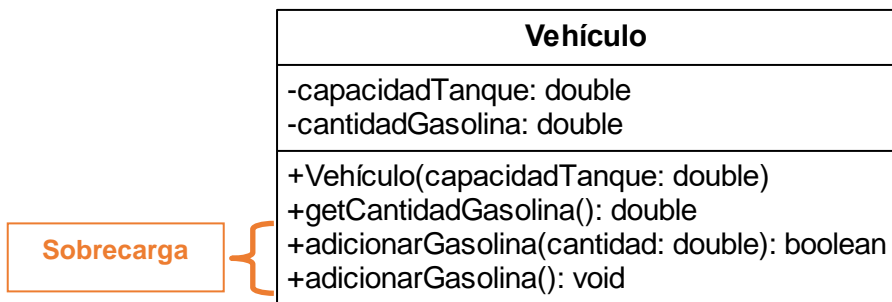 Vehículo
-capacidadTanque: double
-cantidadGasolina: double
+Vehículo(capacidadTanque: double)
+getCantidadGasolina(): double
+adicionarGasolina(cantidad: double): boolean
+adicionarGasolina(): void
Sobrecarga